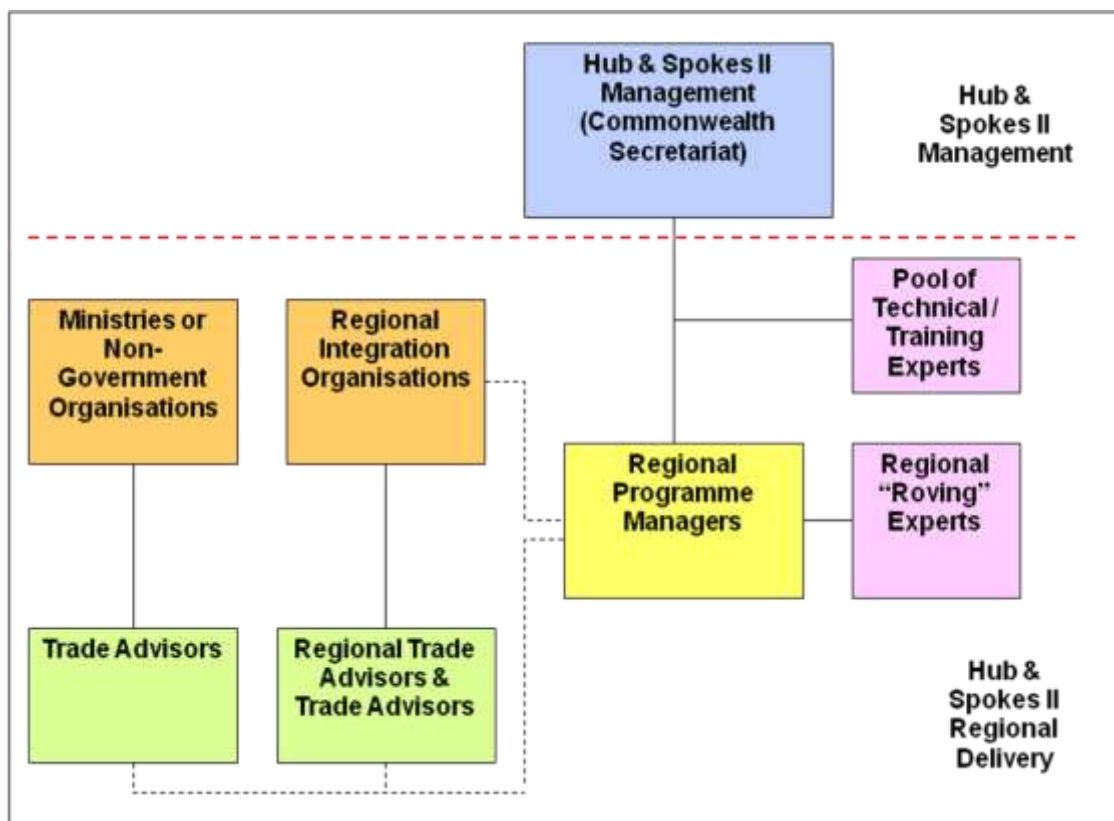 Hub & Spokes II
Management
(Commonwealth
Secretariat)
Hub &
Spokes II
Management
Pool of
Technical /
Training
Experts
Ministries or
Non-
Government
Organisations
Regional
Integration
Organisations
Regional
Programme
Managers
Regional
“Roving”
Experts
Trade Advisors
Regional Trade
Advisors &
Trade Advisors
Hub &
Spokes II
Regional
Delivery